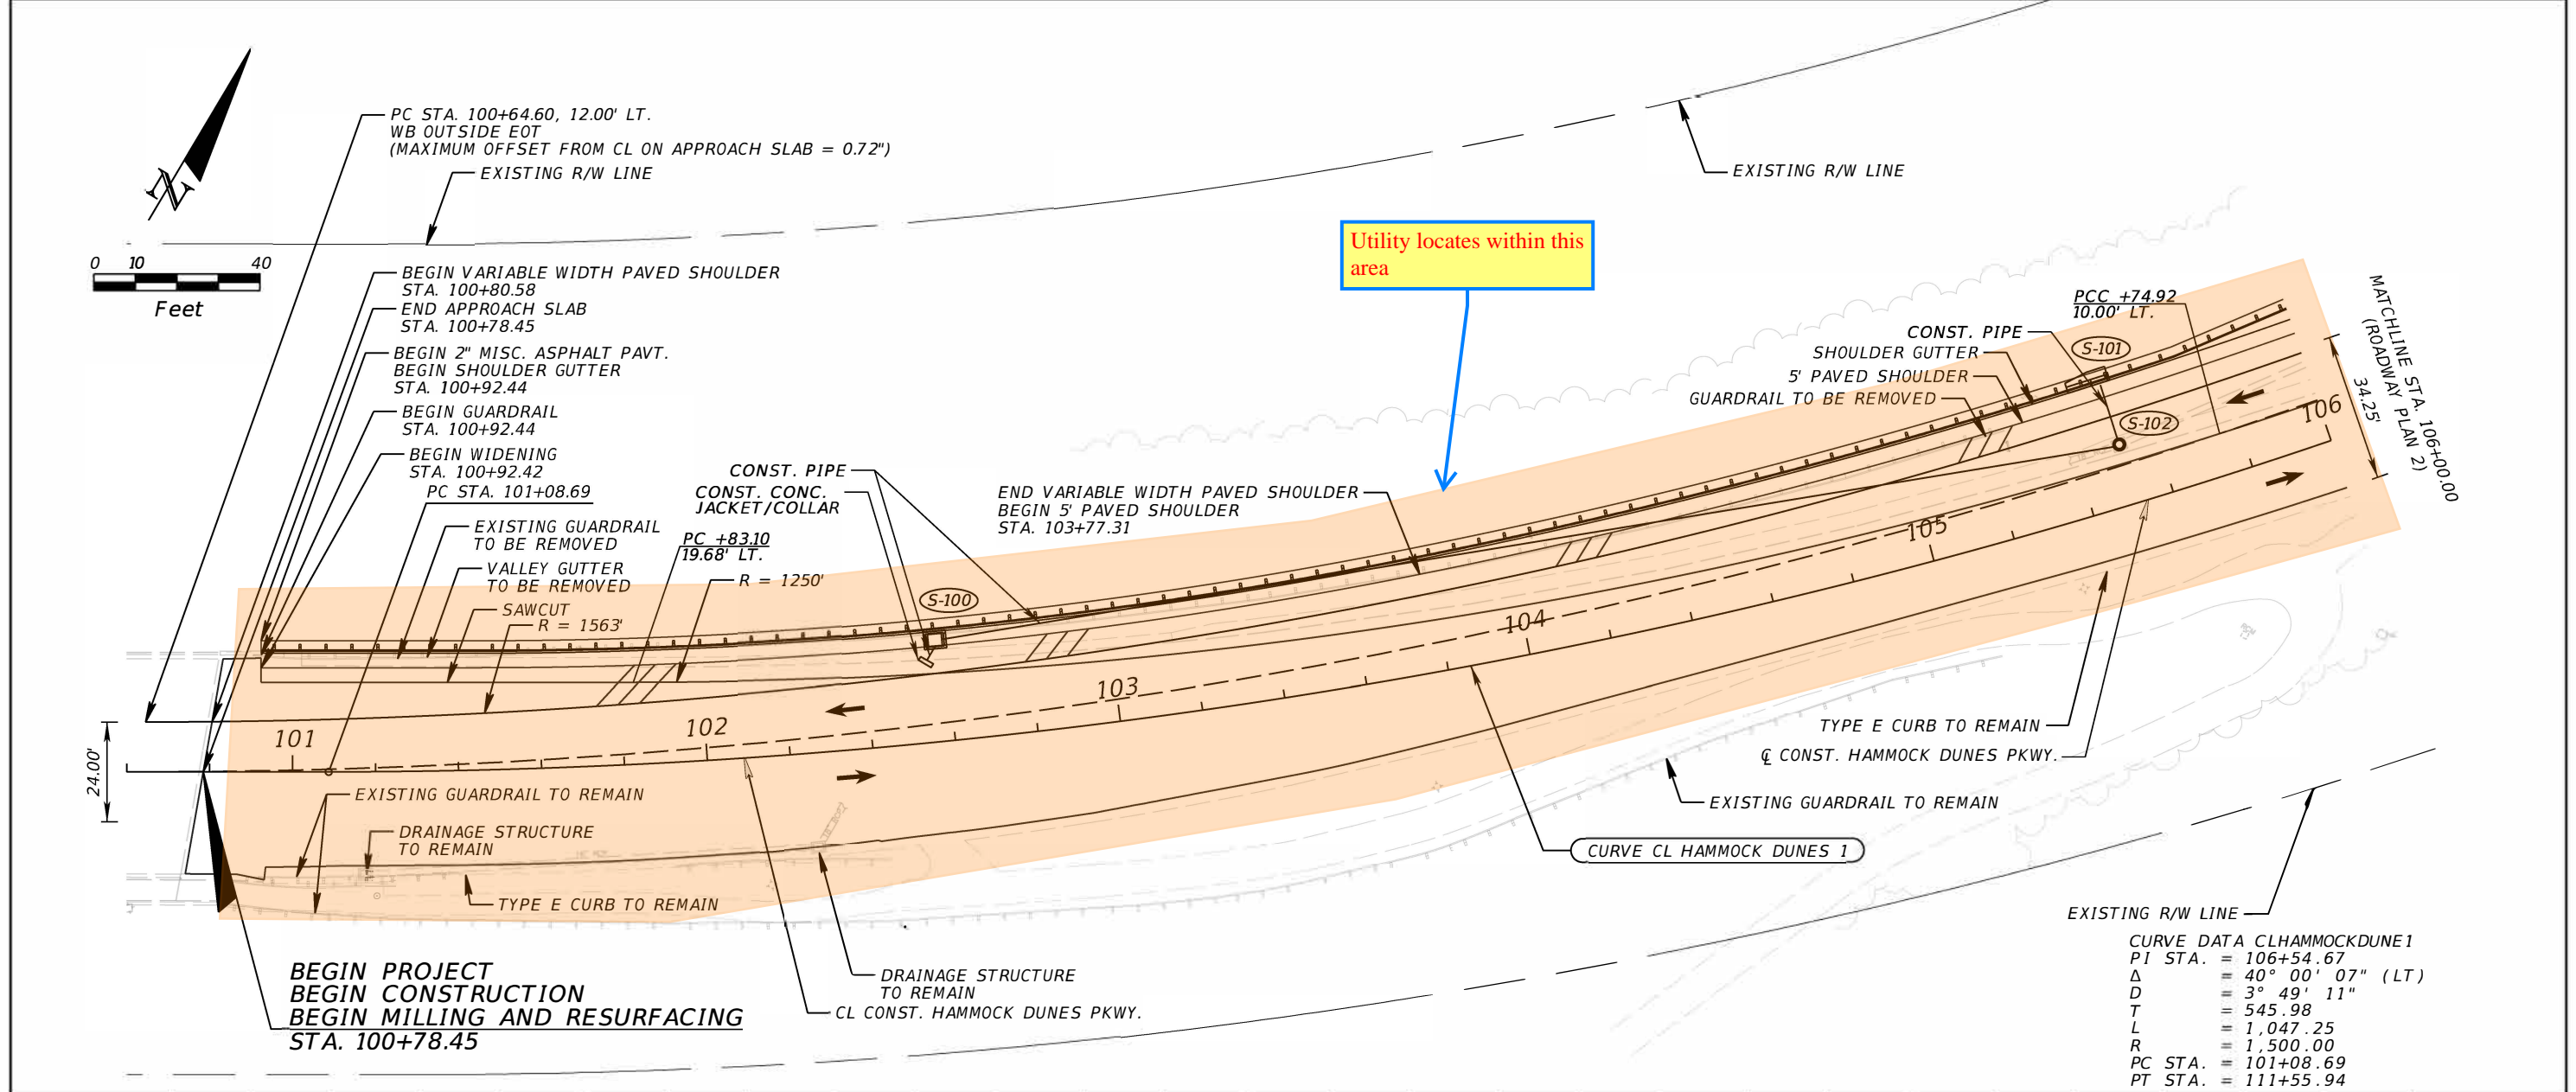 PC STA. 100+64.60, 12.00' LT.
WB OUTSIDE EOT
(MAXIMUM OFFSET FROM CL ON APPROACH SLAB = 0.72")
EXISTING R/W LINE
EXISTING R/W LINE
N
0 10 40
Feet
BEGIN VARIABLE WIDTH PAVED SHOULDER
STA. 100+80.58
END APPROACH SLAB
STA. 100+78.45
BEGIN 2" MISC. ASPHALT PAVT.
BEGIN SHOULDER GUTTER
STA. 100+92.44
BEGIN GUARDRAIL
STA. 100+92.44
BEGIN WIDENING
STA. 100+92.42
PC STA. 101+08.69
EXISTING GUARDRAIL
TO BE REMOVED
VALLEY GUTTER
TO BE REMOVED
SAWCUT
R = 1563'
PC +83.10
19.68' LT.
R = 1250'
CONST. PIPE
CONST. CONC.
JACKET/COLLAR
S-100
END VARIABLE WIDTH PAVED SHOULDER
BEGIN 5' PAVED SHOULDER
STA. 103+77.31
Utility locates within this
area
PCC +74.92
10.00' LT.
CONST. PIPE
SHOULDER GUTTER
5' PAVED SHOULDER
GUARDRAIL TO BE REMOVED
S-101
S-102
MATCHLINE STA. 106+00.00
(ROADWAY PLAN 2)
34.25'
101
102
103
104
105
106
24.00'
EXISTING GUARDRAIL TO REMAIN
DRAINAGE STRUCTURE
TO REMAIN
TYPE E CURB TO REMAIN
TYPE E CURB TO REMAIN
℄ CONST. HAMMOCK DUNES PKWY.
EXISTING GUARDRAIL TO REMAIN
CURVE CL HAMMOCK DUNES 1
DRAINAGE STRUCTURE
TO REMAIN
CL CONST. HAMMOCK DUNES PKWY.
BEGIN PROJECT
BEGIN CONSTRUCTION
BEGIN MILLING AND RESURFACING
STA. 100+78.45
EXISTING R/W LINE
CURVE DATA CLHAMMOCKDUNE1
PI STA. = 106+54.67
Δ = 40° 00' 07" (LT)
D = 3° 49' 11"
T = 545.98
L = 1,047.25
R = 1,500.00
PC STA. = 101+08.69
PT STA. = 111+55.94